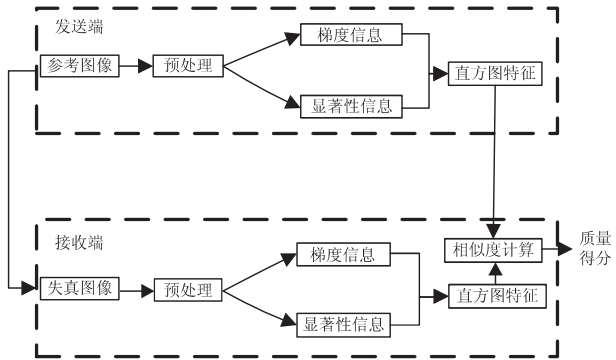 发送端
参考图像
预处理
梯度信息
显著性信息
直方图特征
接收端
失真图像
预处理
梯度信息
显著性信息
直方图特征
相似度计算
质量
得分